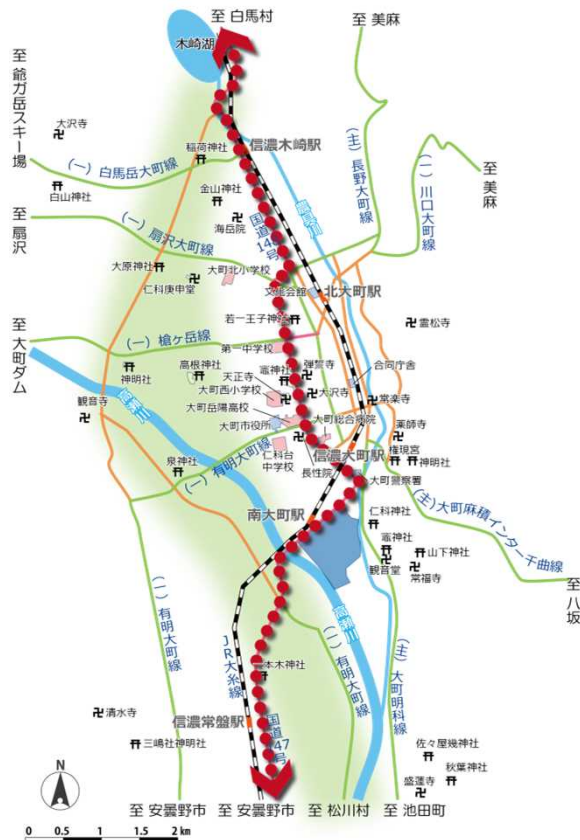 至 白馬村
木崎湖
至 美麻
至 爺ガ岳スキー場
大沢寺
稲荷神社
信濃木崎駅
(一) 白馬岳大町線
(主) 長野大町線
(一) 川口大町線
至 美麻
白山神社
金山神社
海岳院
国道148号
農具川
至 扇沢
(一) 扇沢大町線
大原神社
仁科庚申堂
大町北小学校
文化会館
北大町駅
若一王子神社
霊松寺
至 大町ダム
(一) 槍ヶ岳線
第一中学校
神明社
高根神社
竈神社
弾誓寺
合同庁舎
天正寺
大町西小学校
大沢寺
常楽寺
観音寺
高瀬川
大町岳陽高校
大町市役所
大町総合病院
薬師寺
信濃大町駅
権現宮
神明社
泉神社
(一) 有明大町線
仁科台中学校
長性院
大町警察署
(主) 大町麻積インター千曲線
南大町駅
仁科神社
竈神社
山下神社
観音堂
常福寺
至 八坂
(一) 有明大町線
JR大糸線
高瀬川
(一) 有明大町線
(主) 大町明科線
本木神社
清水寺
信濃常盤駅
国道147号
三嶋社神明社
佐々屋幾神社
秋葉神社
盛蓮寺
N
至 安曇野市
至 安曇野市
至 松川村
至 池田町
0 0.5 1 2 km